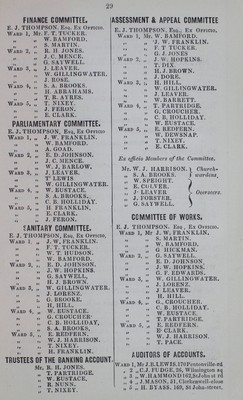 29
FINANCE COMMITTEE.
E. J. THOMPSON, Esq., Ex Officio.
WARD 1, Mr. F. T. TUCKER.
„ „ W. BAMFORD.
„ „ S. MARTIN.
WARD 2, „ R. H. JONES.
„ „ J. C. MENCE.
„ „ G. SAYWELL.
WARD 3, „ J. LEAVER.
„ „ W. GILLINGWATER.
„ „ J. ROSE.
WARD 4, „ S. A. BROOKS.
„ „ H. ABRAHAMS.
„ „ T. R. AYRES.
WARD 5, „ T. NIXEY.
„ „ J. FERON.
„ „ E. CLARK.
PARLIAMENTARY COMMITTEE.
E. J. THOMPSON, Esq., Ex Officio
WARD 1, „ J. W. FRANKLIN.
„ „ W. BAMFORD.
„ „ A. GOAD.
WARD 2, „ E. D. JOHNSON,
„ „ J. C. MENCE.
„ „ W. J. BARLOW.
WARD 3, „ J. LEAVER.
„ „ T. LEWIS
„ „ W. GILLINGWATER.
WARD 4, „ W. EUSTACE.
„ „ S. A. BROOKS.
„ „ C. B. HOLLIDAY.
WARD 5, „ H. FRANKLIN,
„ „ E. CLARK.
„ „ J. FERON.
SANITARY COMMITTEE.
E. J. THOMPSON, Esq. Ex Officio
WARD 1. „ J. W. FRANKLIN.
„ „ F. T. TUCKER.
„ „ W. T. HUDSON.
„ „ W. BAMFORD.
WARD 2, „ E. D. JOHNSON.
„ „ J. W. HOPKINS.
„ „ G. SAYWELL.
„ „ H. J. BROWN.
WARD 3, „ W. GILLINGWATER.
„ „ J. LORENZ.
„ „ G. BROOKE.
„ „ H. HILL.
WARD 4, „ W. EUSTACE.
„ „ G. CROUCHER.
„ „ C. B. HOLLIDAY,
„ „ S. A. BROOKS,
WARD 5, „ E. REDFERN.
„ „ W. J. HARRISON.
„ „ T. NIXEY.
„ „ H. FRANKLIN.
TRUSTEES OF THE BANKING ACCOUNT.
Mr. R. H. JONES.
„ T. PARTRIDGE.
„ W. EUSTACE.
„ R. NUNN.
„ T. NIXEY.
ASSESSMENT & APPEAL COMMITTEE
E. J. THOMPSON, Esq., Ex Officio.
WARD 1, Mr. W. BAMFORD.
„ „ J. W. FRANKLIN.
„ „ F. T. TUCKER.
„ „ D. J. JONES
WARD 2, „ J. W. HOPKINS.
„ „ T. DIX.
„ „ H. J. BROWN.
„ „ J. DORE.
WARD 3, „ H. HILL.
„ „ W. GILLINGWATER.
„ „ J. LEAVER.
„ „ W. BARRETT.
WARD 4, „ T. PARTRIDGE,
„ „ G. CROUCHER.
„ „ C. B. HOLLIDAY.
„ „ W. EUSTACE.
WARD 5, „ E. REDFERN.
„ „ W. DEWSNAP.
„ „ T. NIXEY.
„ „ E. CLARK.
Ex officio Members of the Committee.
Mr. W. J. HARRISON, } Church-
„ S. A. BROOKS. } wardens,
„ W. SPEIGHT.
„ E. CULVER.
„ J. LEAVER } Overseers.
„ J. FORSTER.
„ G. SAYWELL.
COMMITTEE OF WORKS.
E. J. THOMPSON, Esq., Ex Officio.
WARD 1, Mr J. W. FRANKLIN,
„ „ S. MARTIN.
„ „ W. BAMFORD,
„ „ G. HICKMAN.
WARD 2, „ G. SAYWELL.
„ „ E. D. JOHNSON
„ „ J. W. HOPKINS,
„ „ G. F. EDWARDS.
WARD 3, „ W. GILLINGWATER.
„ „ J. LORENZ.
„ „ J. LEAVER,
„ „ H. HILL.
WARD 4, „ G. CROUCHER.
„ „ C. B. HOLLIDAY.
„ „ W. EUSTACE.
„ „ T. PARTRIDGE.
WARD 5, „ E. REDFERN.
„ „ E. CLARK.
„ „ W. J. HARRISON.
„ „ T. PACE.
AUDITORS OF ACCOUNTS.